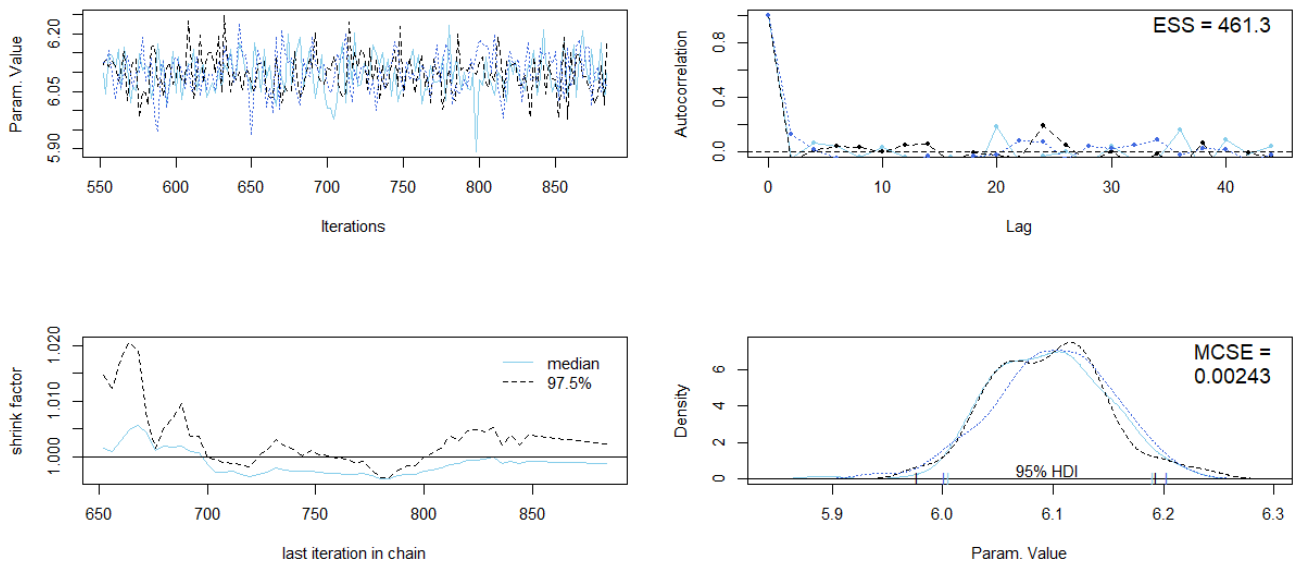 Param. Value
5.90 6.05 6.20
550 600 650 700 750 800 850
Iterations
Autocorrelation
0.0 0.4 0.8
ESS = 461.3
0 10 20 30 40
Lag
shrink factor
1.000 1.010 1.020
median
97.5%
650 700 750 800 850
last iteration in chain
Density
0 2 4 6
MCSE =
0.00243
95% HDI
5.9 6.0 6.1 6.2 6.3
Param. Value